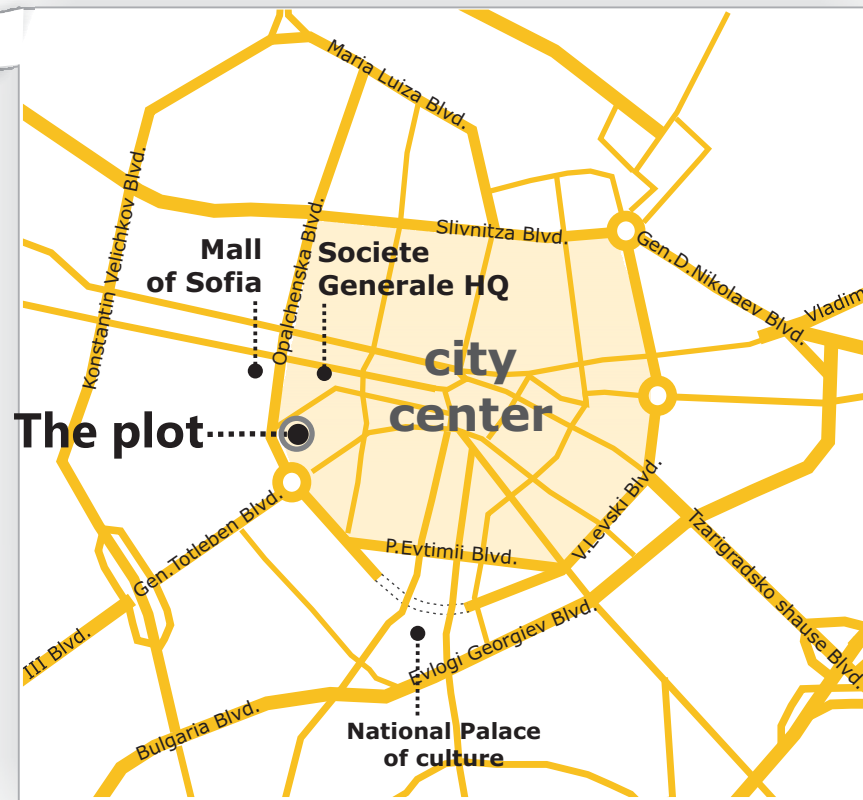 Maria Luiza Blvd.
Konstantin Velichkov Blvd.
Opalchenska Blvd.
Slivnitza Blvd.
Gen.D.Nikolaev Blvd.
Mall
of Sofia
Societe
Generale HQ
Vladim
city
center
The plot
Gen.Totleben Blvd.
P.Evtimii Blvd.
V.Levski Blvd.
Tzarigradsko shause Blvd.
III Blvd.
Evlogi Georgiev Blvd.
Bulgaria Blvd.
National Palace
of culture